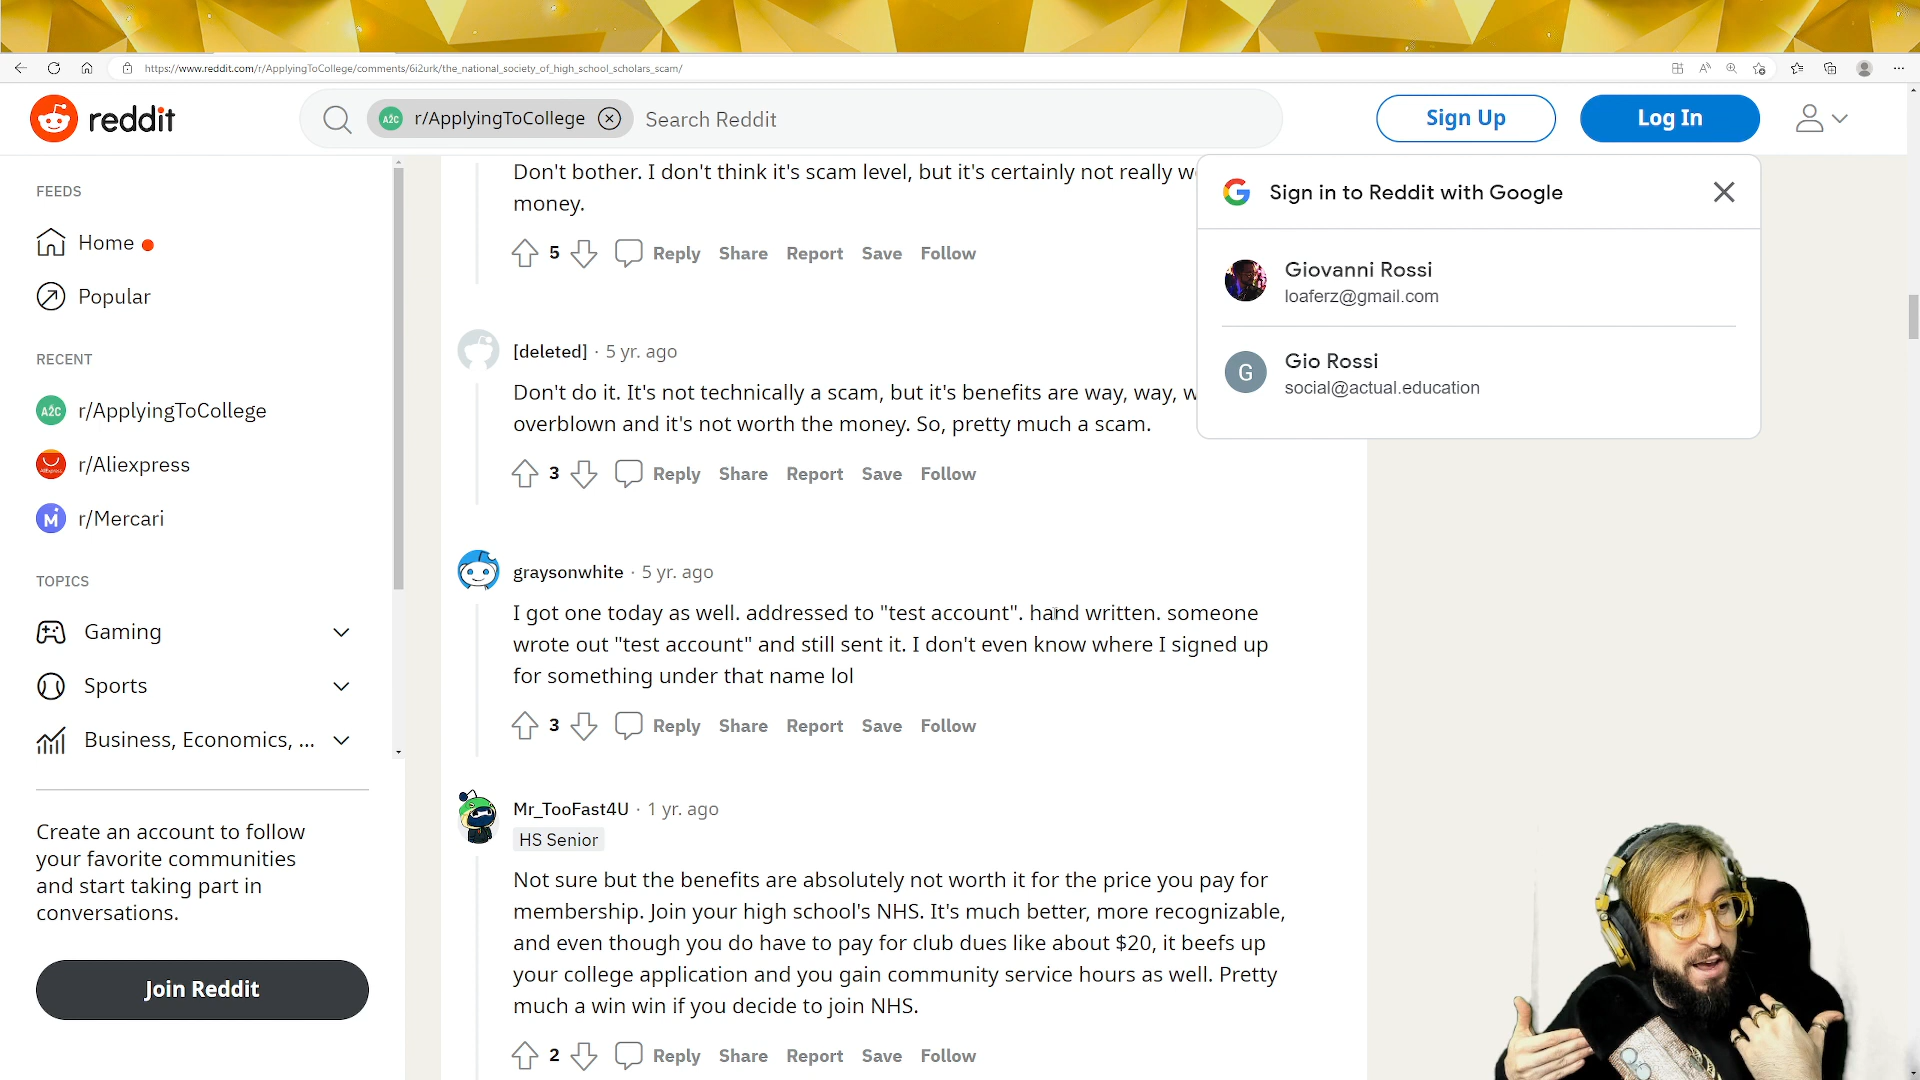 https://www.reddit.com/r/ApplyingToCollege/comments/6i2urk/the_national_society_of_high_school_scholars_scam/
reddit
r/ApplyingToCollege
Search Reddit
Sign Up
Log In
FEEDS
Home
Popular
RECENT
r/ApplyingToCollege
r/Aliexpress
r/Mercari
TOPICS
Gaming
Sports
Business, Economics, ...
Create an account to follow
your favorite communities
and start taking part in
conversations.
Join Reddit
Don't bother. I don't think it's scam level, but it's certainly not really
money.
5 Reply Share Report Save Follow
[deleted] · 5 yr. ago
Don't do it. It's not technically a scam, but it's benefits are way, way,
overblown and it's not worth the money. So, pretty much a scam.
3 Reply Share Report Save Follow
graysonwhite · 5 yr. ago
I got one today as well. addressed to "test account". hand written. someone
wrote out "test account" and still sent it. I don't even know where I signed up
for something under that name lol
3 Reply Share Report Save Follow
Mr_TooFast4U · 1 yr. ago
HS Senior
Not sure but the benefits are absolutely not worth it for the price you pay for
membership. Join your high school's NHS. It's much better, more recognizable,
and even though you do have to pay for club dues like about $20, it beefs up
your college application and you gain community service hours as well. Pretty
much a win win if you decide to join NHS.
2 Reply Share Report Save Follow
Sign in to Reddit with Google
Giovanni Rossi
loaferz@gmail.com
G
Gio Rossi
social@actual.education